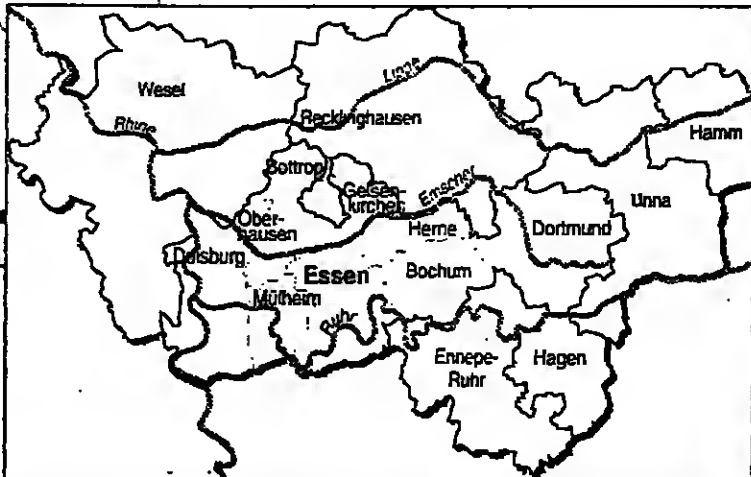 Wesel
Lippe
Rhine
Recklinghausen
Hamm
Bottrop
Gelsen-
kirchen
Emscher
Unna
Ober-
hausen
Herne
Dortmund
Duisburg
Essen
Bochum
Mülheim
Ruhr
Ennepe-
Ruhr
Hagen